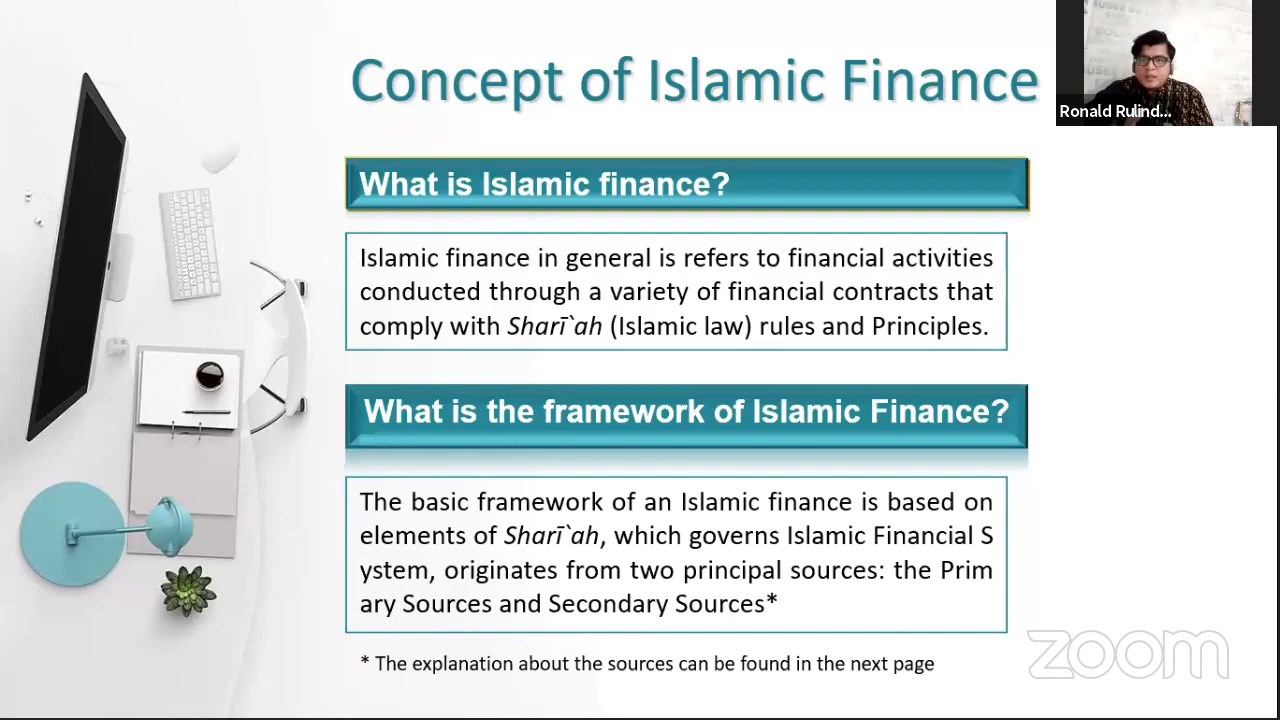 Concept of Islamic Finance
Ronald Rulind...
What is Islamic finance?
Islamic finance in general is refers to financial activities
conducted through a variety of financial contracts that
comply with Sharī`ah (Islamic law) rules and Principles.
What is the framework of Islamic Finance?
The basic framework of an Islamic finance is based on
elements of Sharī`ah, which governs Islamic Financial S
ystem, originates from two principal sources: the Prim
ary Sources and Secondary Sources*
* The explanation about the sources can be found in the next page
zoom